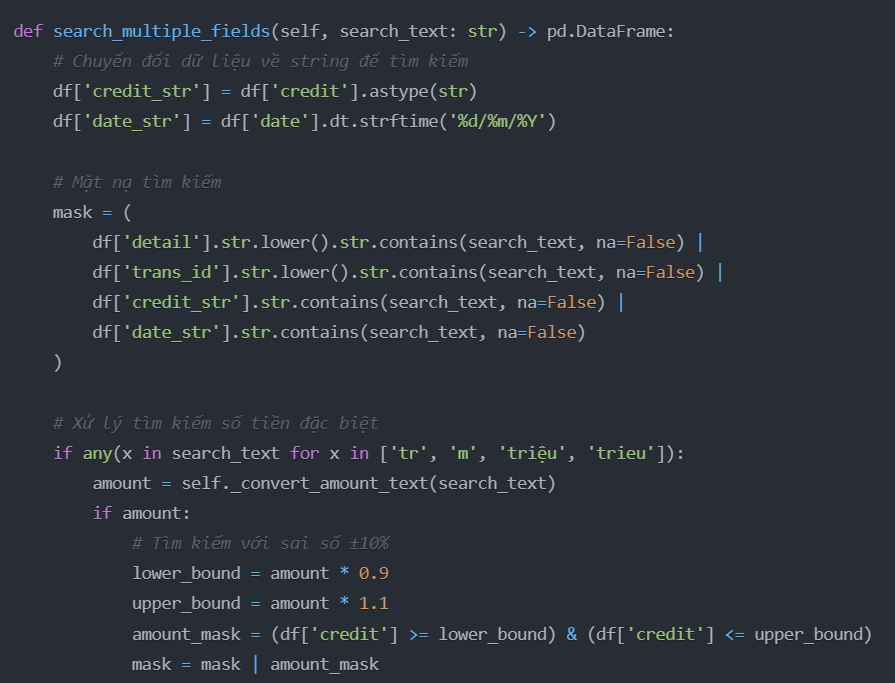 def search_multiple_fields(self, search_text: str) -> pd.DataFrame:
    # Chuyển đổi dữ liệu về string để tìm kiếm
    df['credit_str'] = df['credit'].astype(str)
    df['date_str'] = df['date'].dt.strftime('%d/%m/%Y')

    # Mặt nạ tìm kiếm
    mask = (
        df['detail'].str.lower().str.contains(search_text, na=False) |
        df['trans_id'].str.lower().str.contains(search_text, na=False) |
        df['credit_str'].str.contains(search_text, na=False) |
        df['date_str'].str.contains(search_text, na=False)
    )

    # Xử lý tìm kiếm số tiền đặc biệt
    if any(x in search_text for x in ['tr', 'm', 'triệu', 'trieu']):
        amount = self._convert_amount_text(search_text)
        if amount:
            # Tìm kiếm với sai số ±10%
            lower_bound = amount * 0.9
            upper_bound = amount * 1.1
            amount_mask = (df['credit'] >= lower_bound) & (df['credit'] <= upper_bound)
            mask = mask | amount_mask